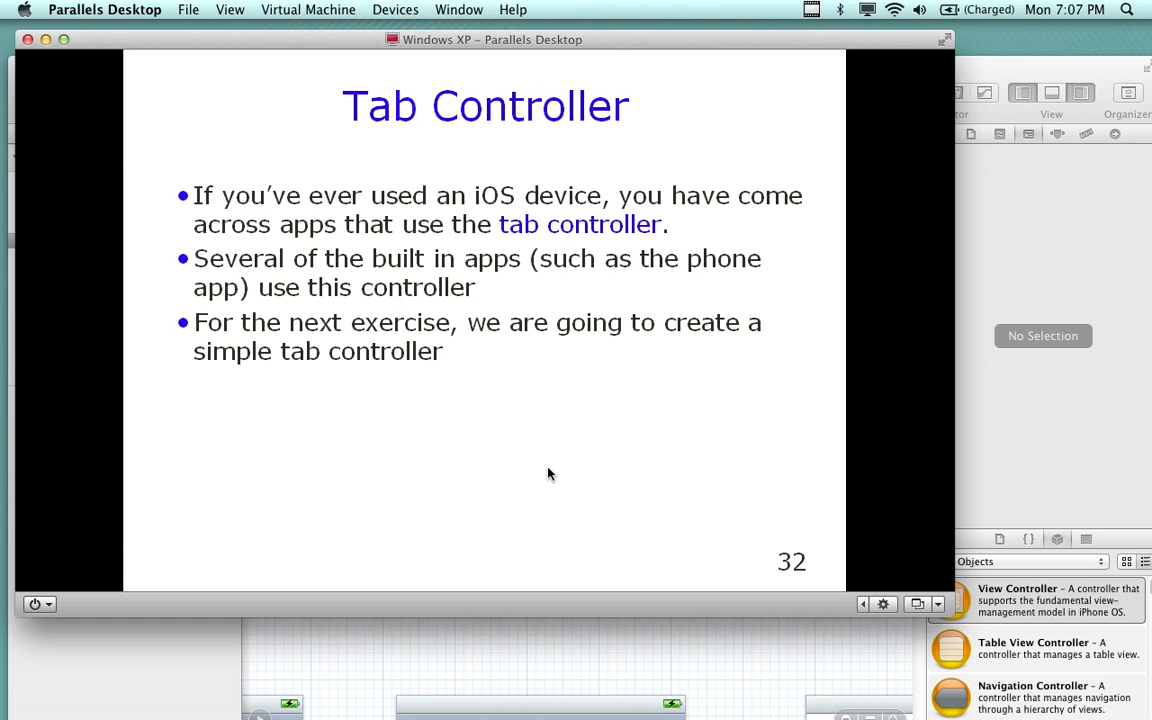 Parallels Desktop File View Virtual Machine Devices Window Help (Charged) Mon 7:07 PM
Windows XP – Parallels Desktop
Tab Controller
•If you've ever used an iOS device, you have come
across apps that use the tab controller.
•Several of the built in apps (such as the phone
app) use this controller
•For the next exercise, we are going to create a
simple tab controller
32
View Organizer
No Selection
Objects
View Controller – A controller that
supports the fundamental view-
management model in iPhone OS.
Table View Controller – A
controller that manages a table view.
Navigation Controller – A
controller that manages navigation
through a hierarchy of views.